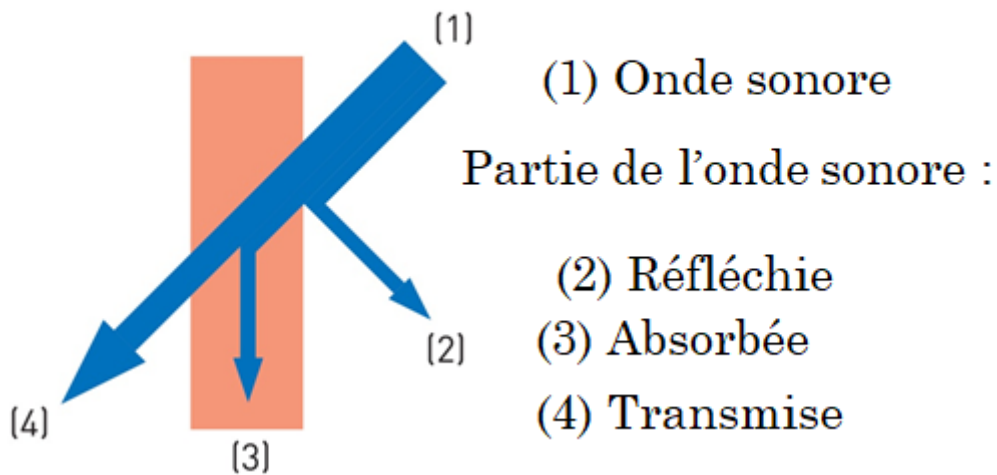 (1)
(1) Onde sonore
Partie de l'onde sonore :
(2) Réfléchie
(2)
(3) Absorbée
(4) Transmise
(4)
(3)